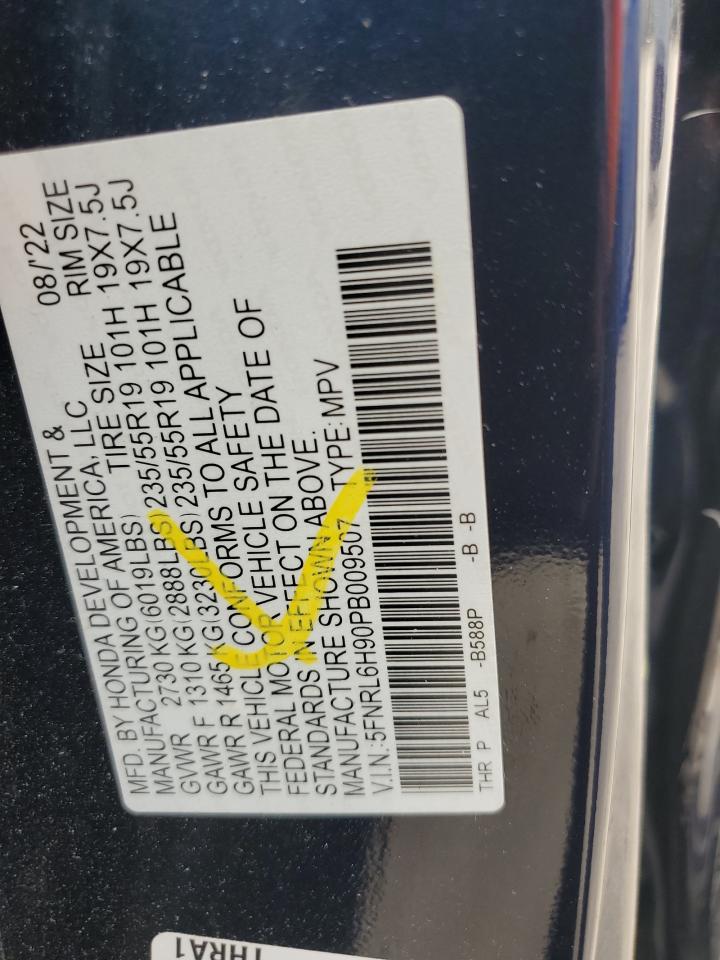 MFD. BY HONDA DEVELOPMENT & 08/'22
MANUFACTURING OF AMERICA, LLC
TIRE SIZE RIM SIZE
GVWR 2730 KG(6019LBS)
GAWR F 1310 KG(2888LBS) 235/55R19 101H 19X7.5J
GAWR R 1465 KG(3230LBS) 235/55R19 101H 19X7.5J
THIS VEHICLE CONFORMS TO ALL APPLICABLE
FEDERAL MOTOR VEHICLE SAFETY
STANDARDS IN EFFECT ON THE DATE OF
MANUFACTURE SHOWN ABOVE.
V.I.N.:5FNRL6H90PB009507 TYPE:MPV
THR P AL5 -B588P -B -B
THRA1